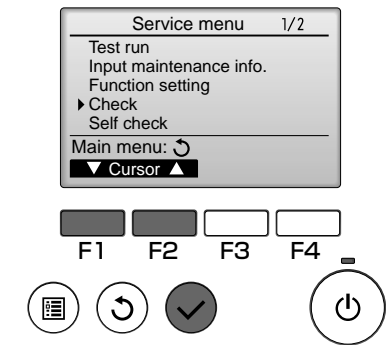 Service menu 1/2
Test run
Input maintenance info.
Function setting
Check
Self check
Main menu:
Cursor
F1 F2 F3 F4